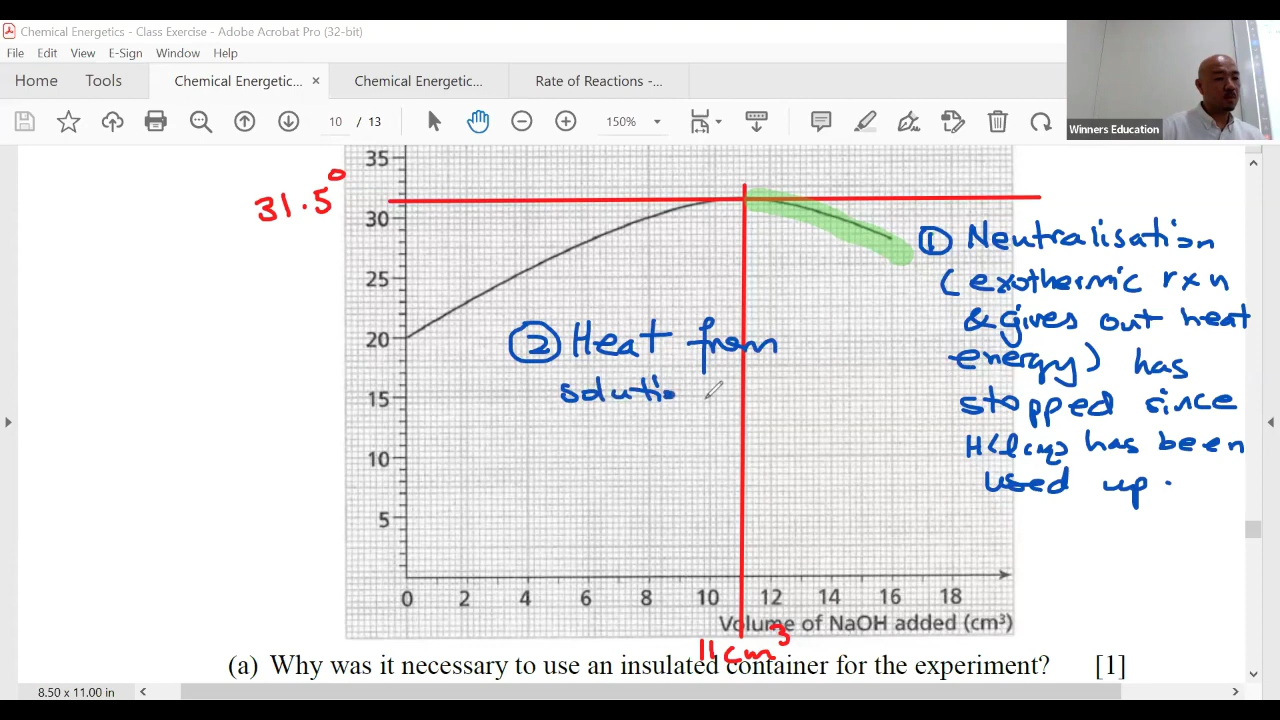 Chemical Energetics - Class Exercise - Adobe Acrobat Pro (32-bit)
File Edit View E-Sign Window Help
Home Tools Chemical Energetic... × Chemical Energetic... Rate of Reactions -...
10 / 13 150%
Winners Education
35
31.5°
30
25
20
15
10
5
0 2 4 6 8 10 12 14 16 18
Volume of NaOH added (cm³)
11cm³
① Neutralisation
(exothermic rxn
& gives out heat
energy) has
stopped since
HCl(aq) has been
used up.
② Heat from
solutio
(a) Why was it necessary to use an insulated container for the experiment? [1]
8.50 x 11.00 in